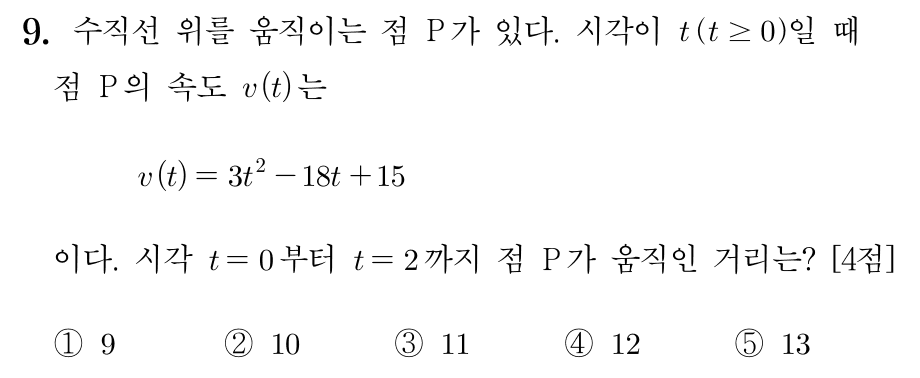 9. 수직선 위를 움직이는 점 P가 있다. 시각이 t(t ≥ 0)일 때
점 P의 속도 v(t)는
v(t) = 3t² − 18t + 15
이다. 시각 t = 0부터 t = 2까지 점 P가 움직인 거리는? [4점]
① 9 ② 10 ③ 11 ④ 12 ⑤ 13